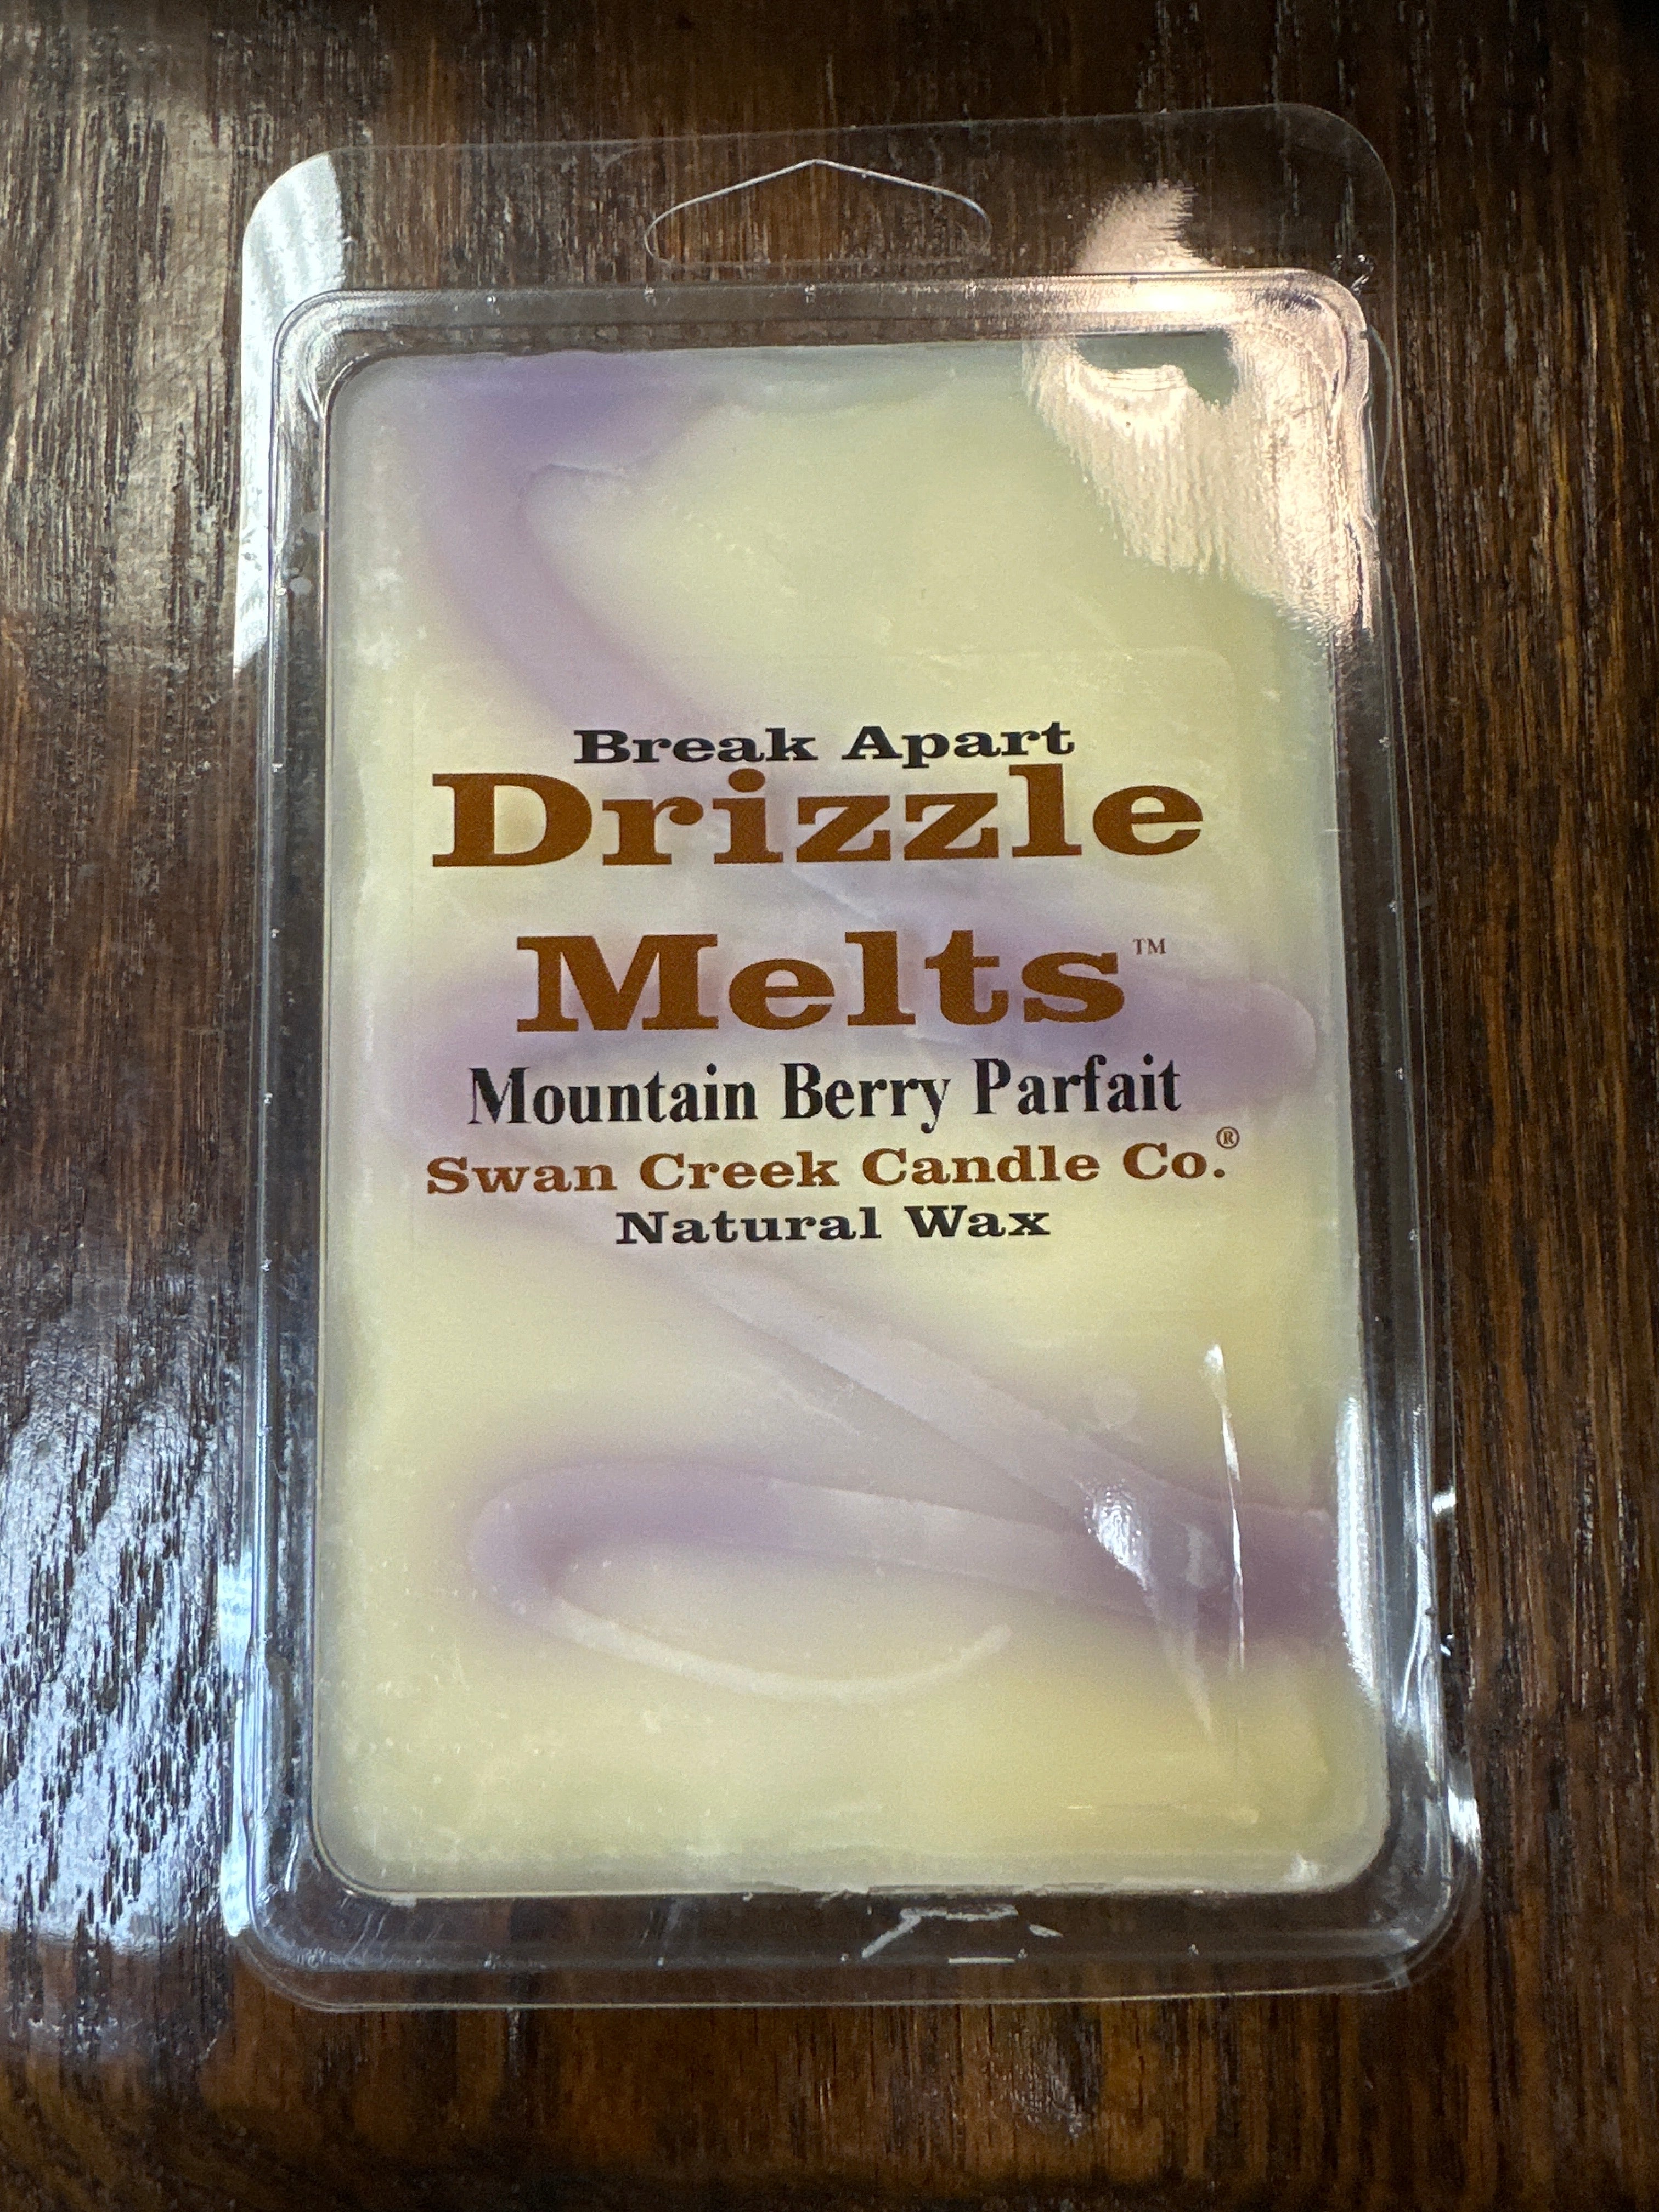 Break Apart
Drizzle
Melts™
Mountain Berry Parfait
Swan Creek Candle Co.®
Natural Wax